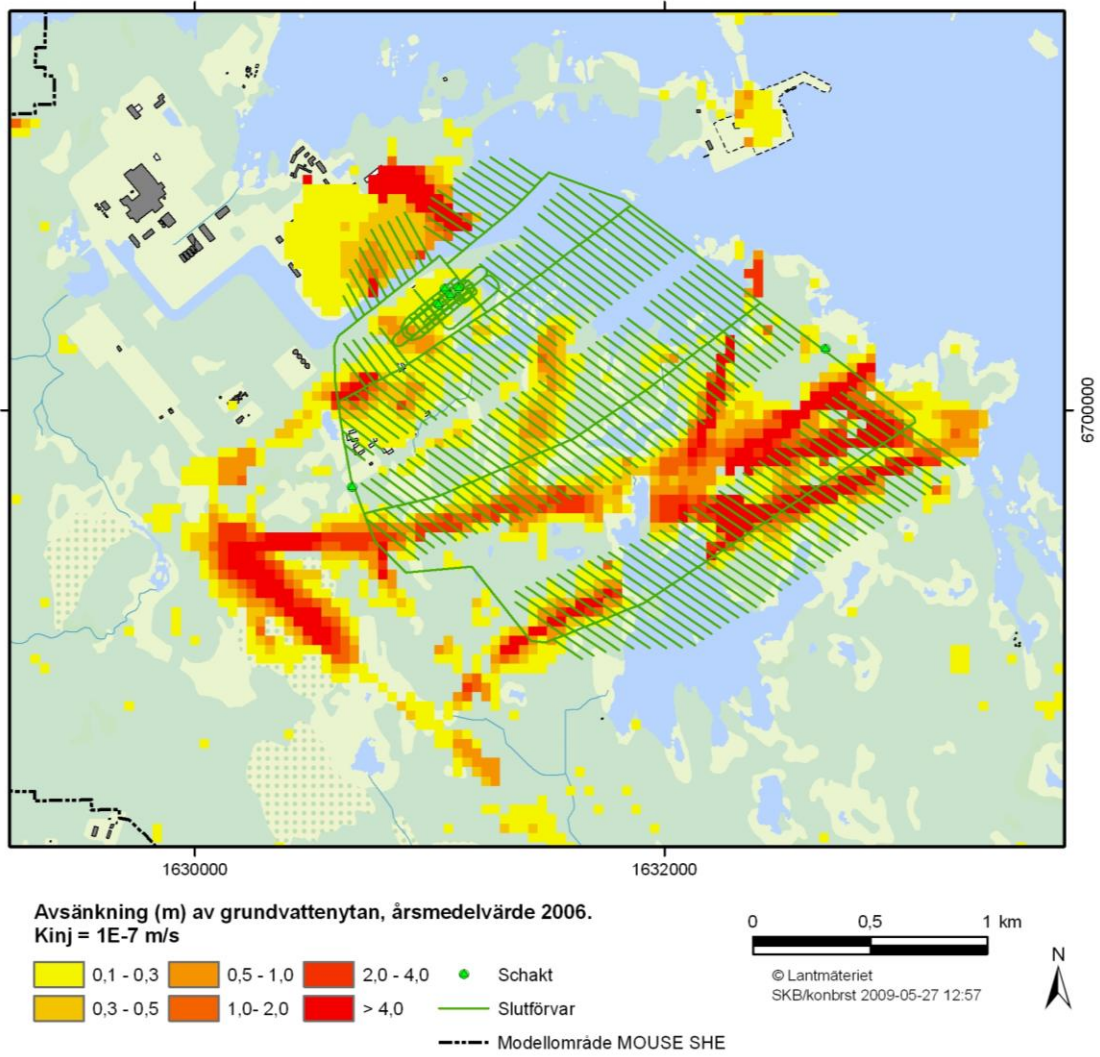 6700000
1630000
1632000
Avsänkning (m) av grundvattenytan, årsmedelvärde 2006.
Kinj = 1E-7 m/s
0,1 - 0,3
0,5 - 1,0
2,0 - 4,0
Schakt
0,3 - 0,5
1,0- 2,0
> 4,0
Slutförvar
Modellområde MOUSE SHE
0 0,5 1 km
© Lantmäteriet
SKB/konbrst 2009-05-27 12:57
N